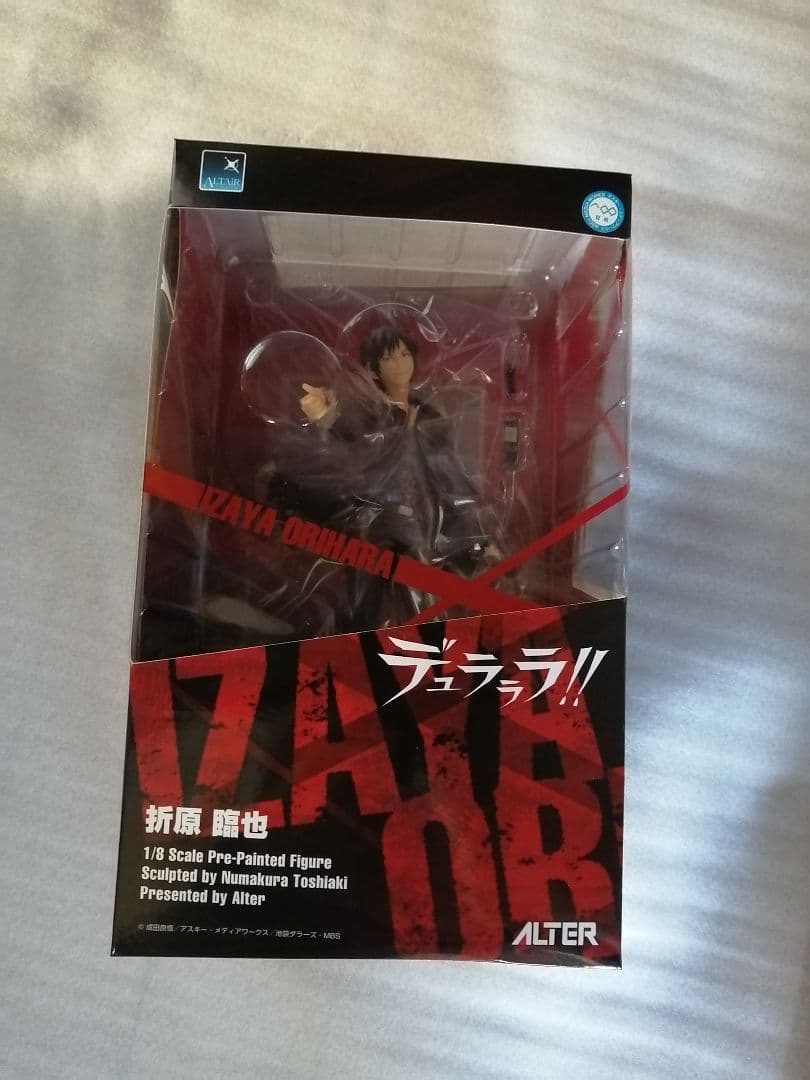 ALTAiR
IZAYA ORIHARA
デュラララ!!
IZAYA
ORI
折原 臨也
1/8 Scale Pre-Painted Figure
Sculpted by Numakura Toshiaki
Presented by Alter
© 成田良悟／アスキー・メディアワークス／池袋ダラーズ・MBS
ALTER